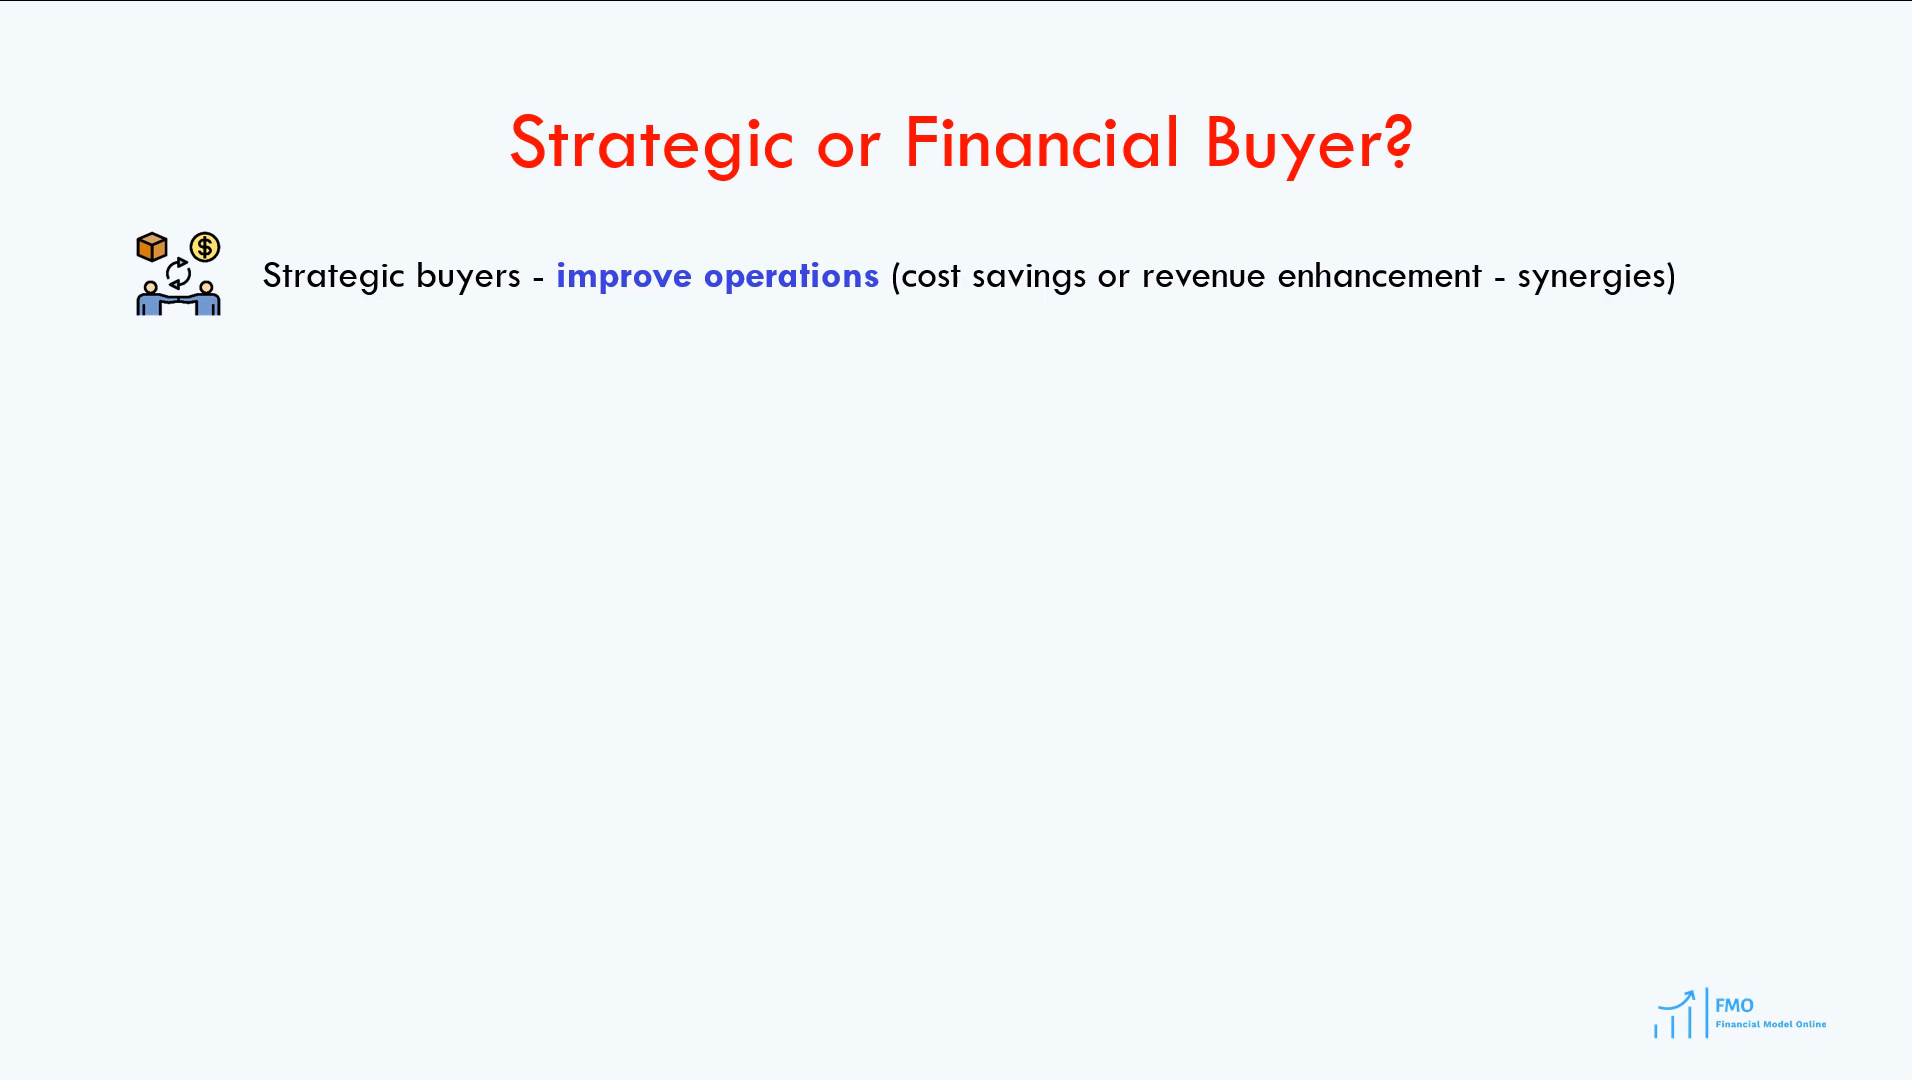 Strategic or Financial Buyer?
Strategic buyers - improve operations (cost savings or revenue enhancement - synergies)
FMO
Financial Model Online